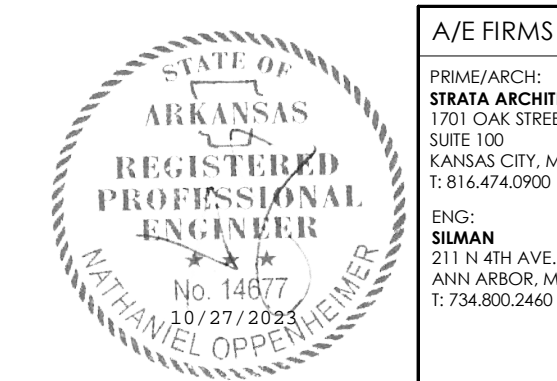 STATE OF
ARKANSAS
REGISTERED
PROFESSIONAL
ENGINEER
No. 14677
10/27/2023
NATHANIEL OPPENHEIMER
A/E FIRMS
PRIME/ARCH:
STRATA ARCHIT
1701 OAK STREE
SUITE 100
KANSAS CITY, M
T: 816.474.0900
ENG:
SILMAN
211 N 4TH AVE.
ANN ARBOR, M
T: 734.800.2460